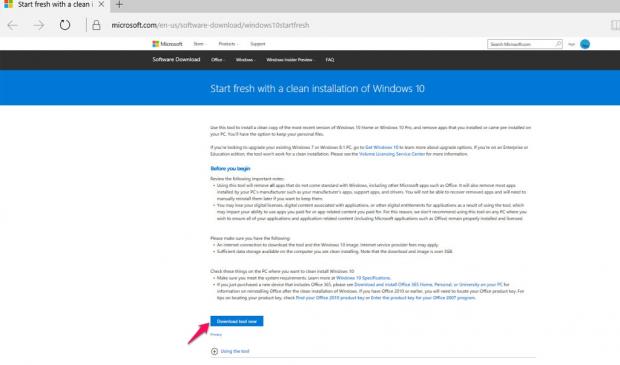 Start fresh with a clean i
microsoft.com/en-us/software-download/windows10startfresh
Microsoft Store Products Support Search Microsoft.com Sign
Software Download Office Windows Windows Insider Preview FAQ
Start fresh with a clean installation of Windows 10
Use this tool to install a clean copy of the most recent version of Windows 10 Home or Windows 10 Pro, and remove apps that you installed or came pre-installed on
your PC. You'll have the option to keep your personal files.
If you're looking to upgrade your existing Windows 7 or Windows 8.1 PC, go to Get Windows 10 to learn more about upgrade options. If you're on an Enterprise or
Education edition, the tool won't work for a clean installation. Please see the Volume Licensing Service Center for more information.
Before you begin
Review the following important notes:
• Using this tool will remove all apps that do not come standard with Windows, including other Microsoft apps such as Office. It will also remove most apps
installed by your PC's manufacturer such as your manufacturer's apps, support apps, and drivers. You will not be able to recover removed apps and will need to
manually reinstall later if you want to keep them.
• You may lose your digital licenses, digital content associated with applications, or other digital entitlements for applications as a result of using the tool, which
may impact your ability to use apps you paid for or app-related content you paid for. For this reason, we don't recommend using this tool on any PC where you
wish to ensure all of your applications and application-related content (including Microsoft applications such as Office) remain properly licensed and installed.
Please make sure you have the following:
• An internet connection to download the tool and the Windows 10 image. Internet service provider fees may apply.
• Sufficient data storage available on the computer you are clean installing. Note that the download and image is over 3GB.
Check these things on the PC where you want to clean install Windows 10:
• Make sure you meet the system requirements. Learn more at Windows 10 Specifications.
• If you just purchased a new device that includes Office 365, please see Download and install Office 365 Home, Personal, or University on your PC for
information on reinstalling Office after the clean installation of Windows. If you have Office 2010 or earlier, you will need to locate your Office product key. For
tips on locating your product key, check Find your Office 2010 product key or Enter the product key for your Office 2007 program.
Download tool now
Privacy
Using the tool